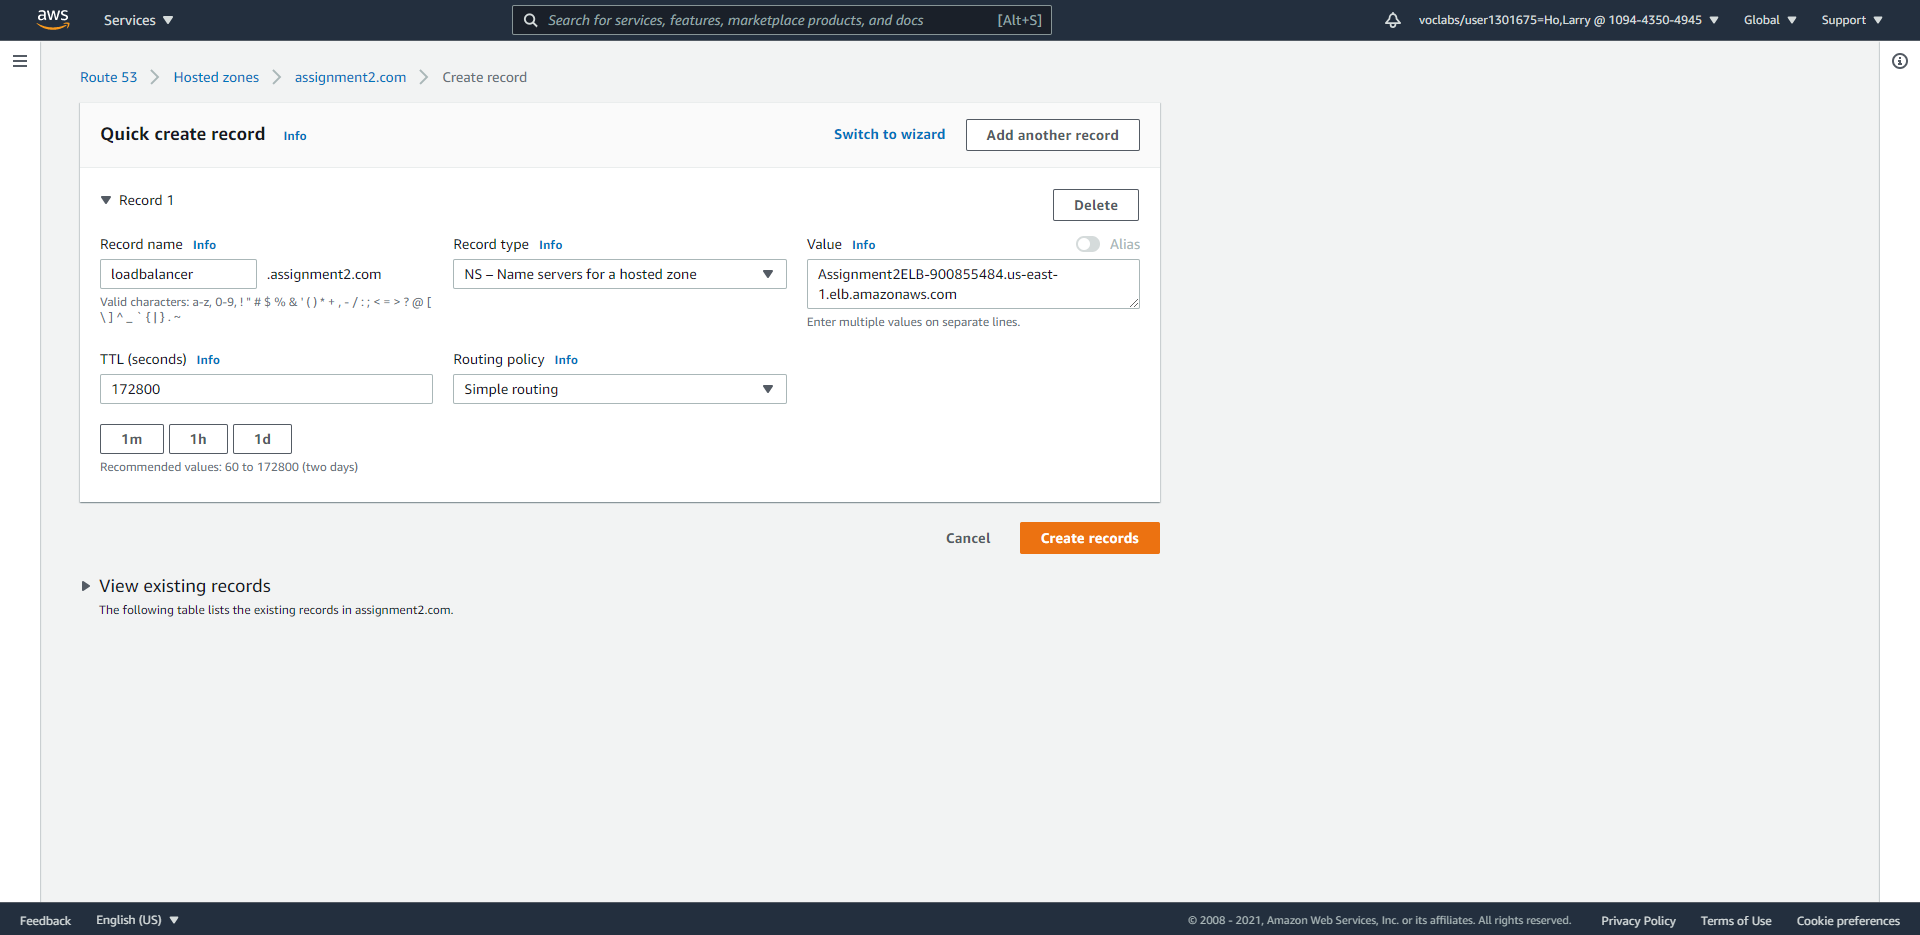 aws
Services
Search for services, features, marketplace products, and docs
[Alt+S]
voclabs/user1301675=Ho,Larry @ 1094-4350-4945
Global
Support
Route 53
Hosted zones
assignment2.com
Create record
Quick create record
Info
Switch to wizard
Add another record
Record 1
Delete
Record name Info
loadbalancer
.assignment2.com
Valid characters: a-z, 0-9, ! " # $ % & ' ( ) * + , - / : ; < = > ? @ [
\ ] ^ _ ` { | } . ~
Record type Info
NS – Name servers for a hosted zone
Value Info
Alias
Assignment2ELB-900855484.us-east-
1.elb.amazonaws.com
Enter multiple values on separate lines.
TTL (seconds) Info
172800
1m
1h
1d
Recommended values: 60 to 172800 (two days)
Routing policy Info
Simple routing
Cancel
Create records
View existing records
The following table lists the existing records in assignment2.com.
Feedback
English (US)
© 2008 - 2021, Amazon Web Services, Inc. or its affiliates. All rights reserved.
Privacy Policy
Terms of Use
Cookie preferences